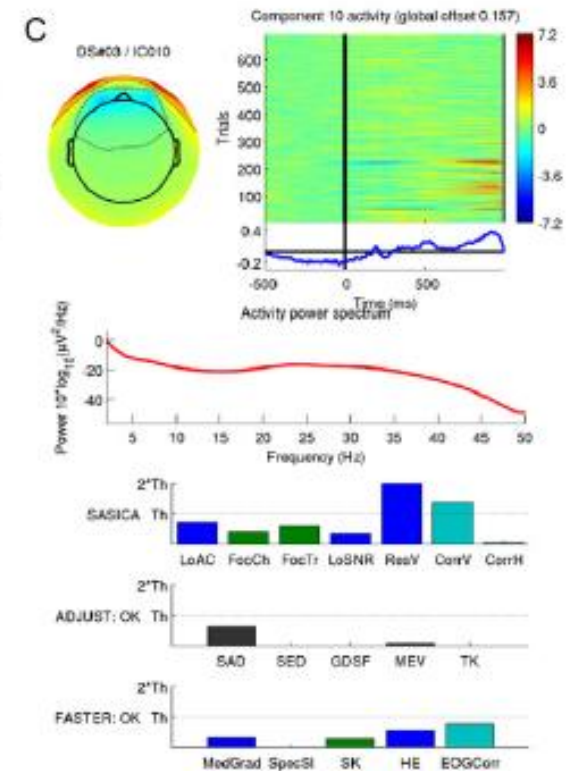 C
Component 10 activity (global offset 0.157)
DS#03 / IC010
Trials
600
500
400
300
200
100
7.2
3.6
0
-3.6
-7.2
0.4
-0.2
-500 0 500
Time (ms)
Activity power spectrum
Power 10*log10(µV²/Hz)
0
-20
-40
5 10 15 20 25 30 35 40 45 50
Frequency (Hz)
2*Th
SASICA Th
LoAC FocCh FocTr LoSNR ResV CorrV CorrH
2*Th
ADJUST: OK Th
SAD SED GDSF MEV TK
2*Th
FASTER: OK Th
MedGrad SpecSl SK HE EOGCorr